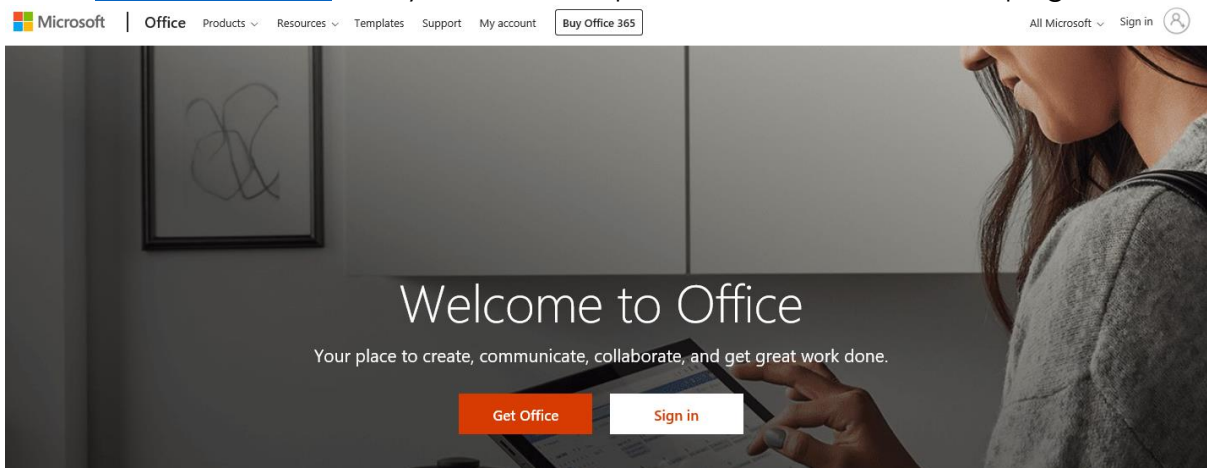 Microsoft Office Products Resources Templates Support My account Buy Office 365 All Microsoft Sign in
Welcome to Office
Your place to create, communicate, collaborate, and get great work done.
Get Office Sign in